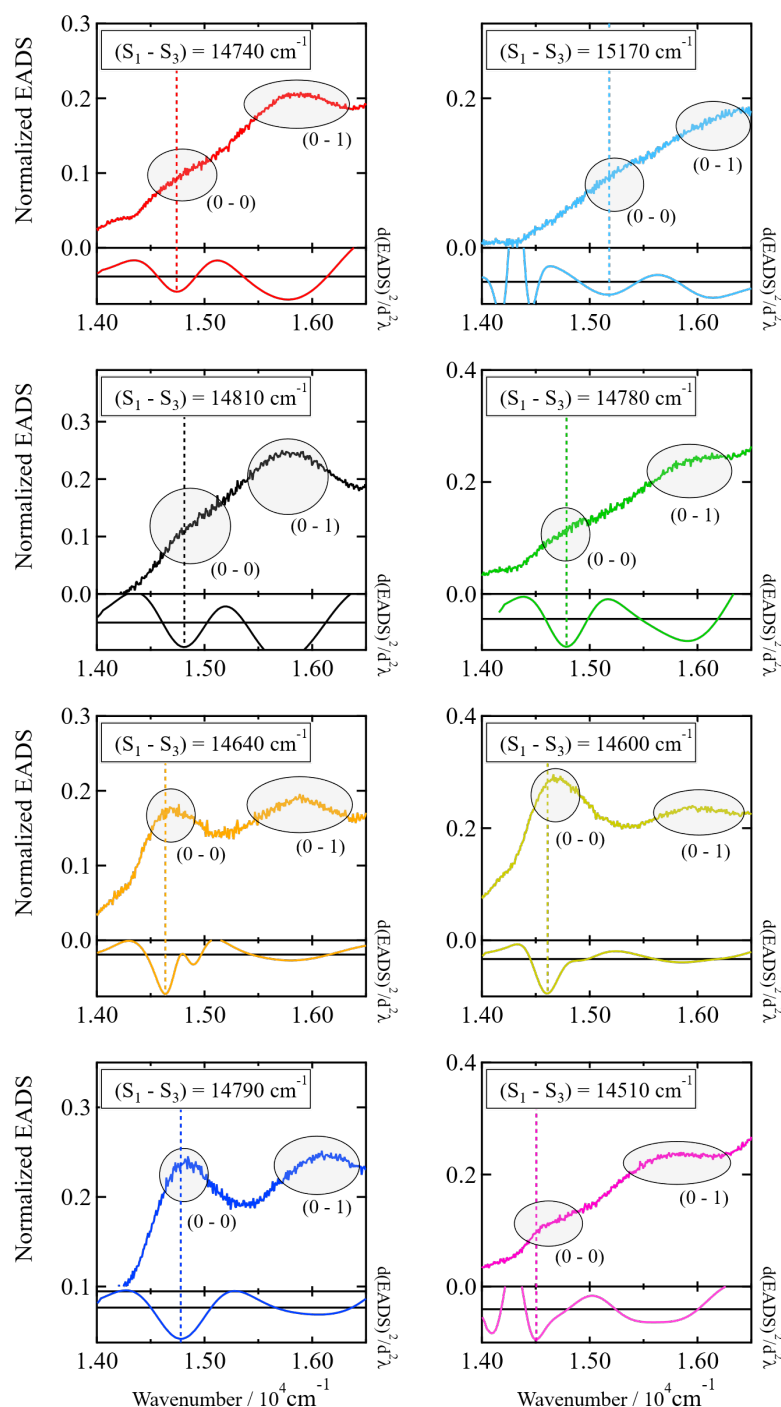 Normalized EADS
0.3
0.2
0.1
0.0
(S₁ - S₃) = 14740 cm⁻¹
(0 - 0)
(0 - 1)
d(EADS)²/d²λ
1.40
1.50
1.60
0.2
0.0
(S₁ - S₃) = 15170 cm⁻¹
(0 - 0)
(0 - 1)
d(EADS)²/d²λ
1.40
1.50
1.60
Normalized EADS
0.3
0.2
0.1
0.0
(S₁ - S₃) = 14810 cm⁻¹
(0 - 0)
(0 - 1)
d(EADS)²/d²λ
1.40
1.50
1.60
0.4
0.2
0.0
(S₁ - S₃) = 14780 cm⁻¹
(0 - 0)
(0 - 1)
d(EADS)²/d²λ
1.40
1.50
1.60
Normalized EADS
0.3
0.2
0.1
0.0
(S₁ - S₃) = 14640 cm⁻¹
(0 - 0)
(0 - 1)
d(EADS)²/d²λ
1.40
1.50
1.60
0.4
0.2
0.0
(S₁ - S₃) = 14600 cm⁻¹
(0 - 0)
(0 - 1)
d(EADS)²/d²λ
1.40
1.50
1.60
Normalized EADS
0.3
0.2
0.1
(S₁ - S₃) = 14790 cm⁻¹
(0 - 0)
(0 - 1)
d(EADS)²/d²λ
1.40
1.50
1.60
Wavenumber / 10⁴cm⁻¹
0.4
0.2
0.0
(S₁ - S₃) = 14510 cm⁻¹
(0 - 0)
(0 - 1)
d(EADS)²/d²λ
1.40
1.50
1.60
Wavenumber / 10⁴cm⁻¹